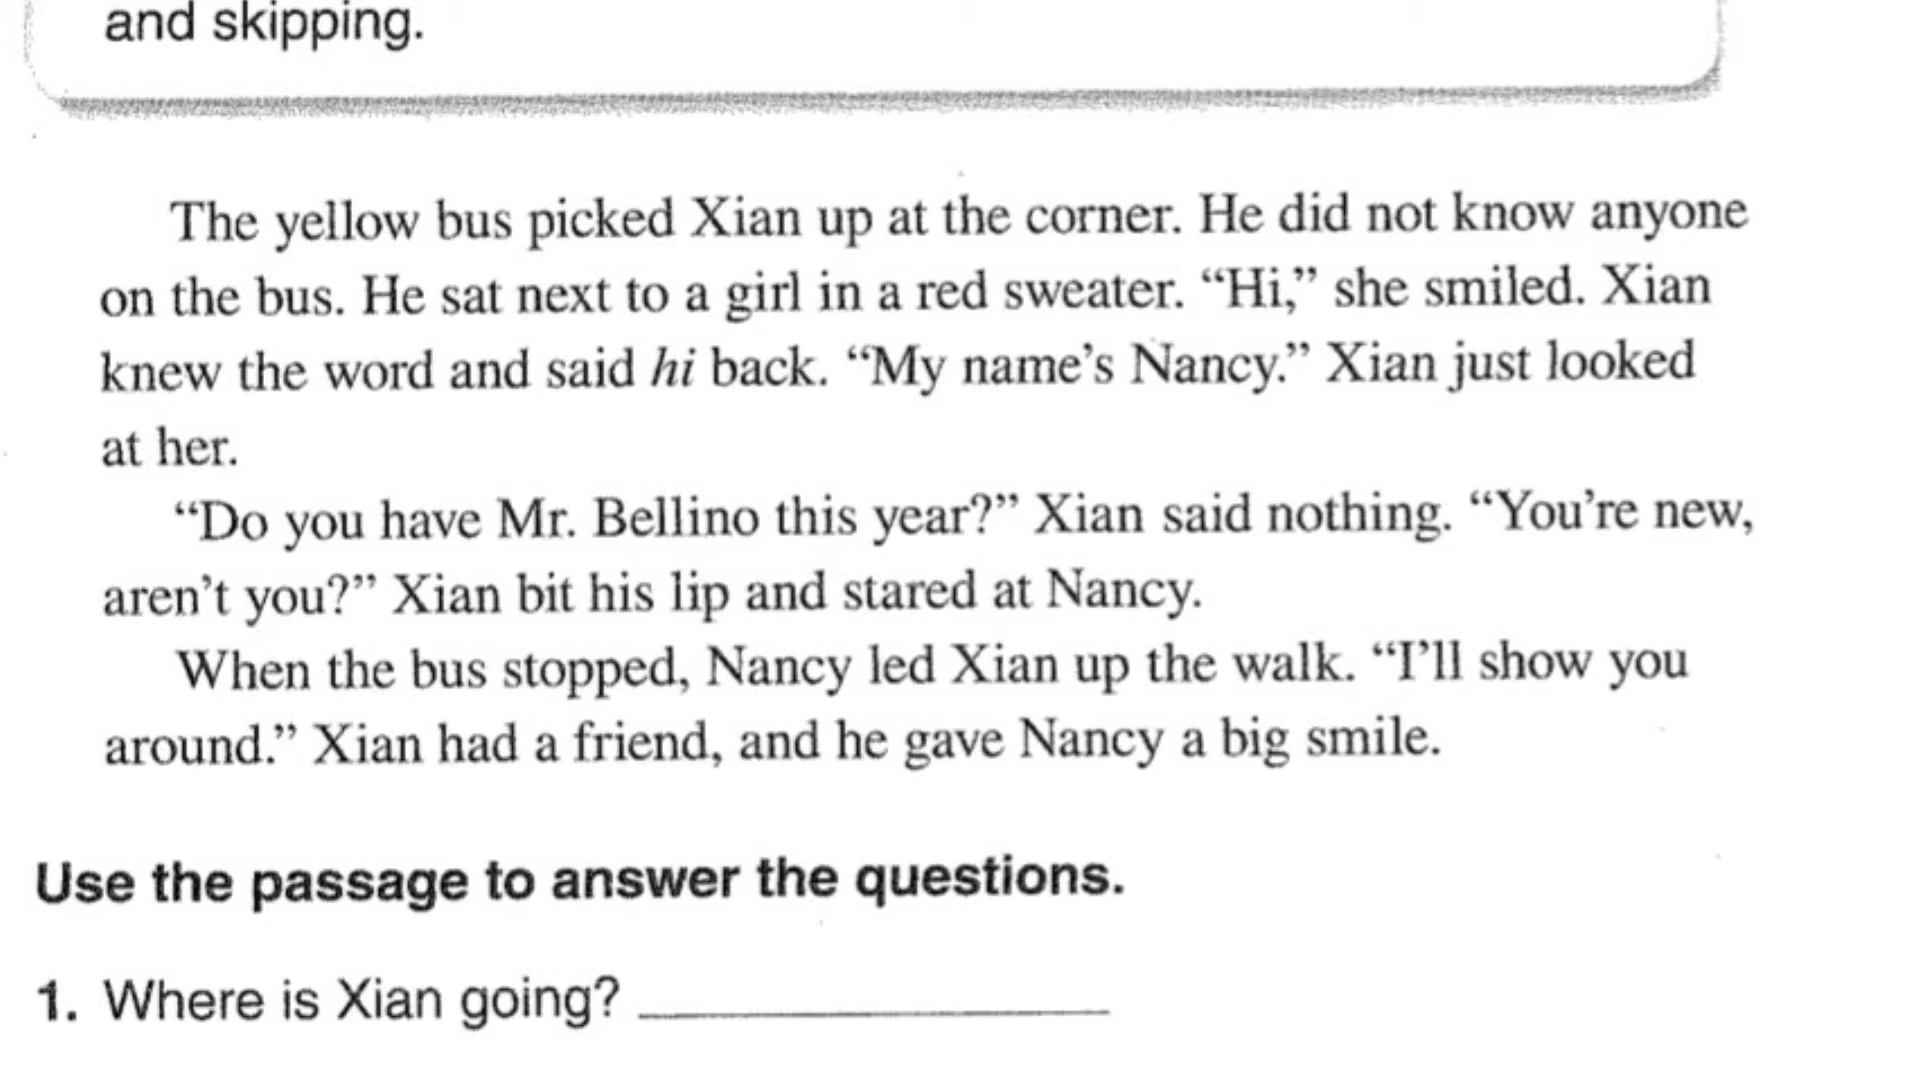 and skipping.
The yellow bus picked Xian up at the corner. He did not know anyone
on the bus. He sat next to a girl in a red sweater. “Hi,” she smiled. Xian
knew the word and said hi back. “My name’s Nancy.” Xian just looked
at her.
“Do you have Mr. Bellino this year?” Xian said nothing. “You’re new,
aren’t you?” Xian bit his lip and stared at Nancy.
When the bus stopped, Nancy led Xian up the walk. “I’ll show you
around.” Xian had a friend, and he gave Nancy a big smile.
Use the passage to answer the questions.
1. Where is Xian going? ____________